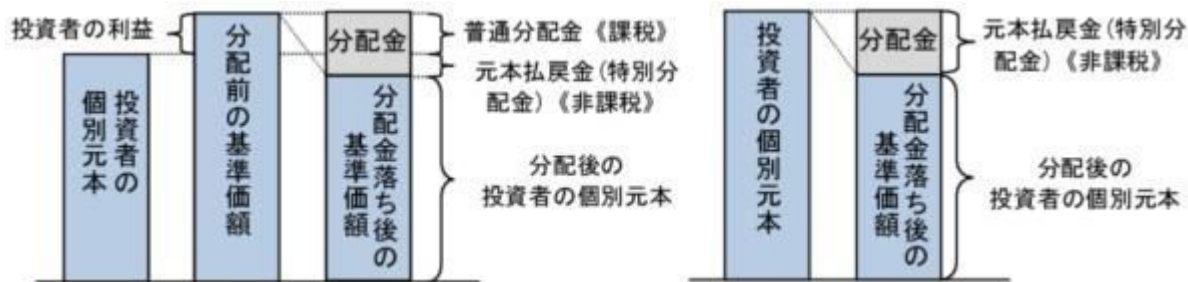 投資者の利益
投資者の
個別元本
分配前の基準価額
分配金
分配金落ち後の
基準価額
普通分配金《課税》
元本払戻金(特別分
配金)《非課税》
分配後の
投資者の個別元本
投資者の個別元本
分配金
分配金落ち後の
基準価額
元本払戻金(特別分
配金)《非課税》
分配後の
投資者の個別元本